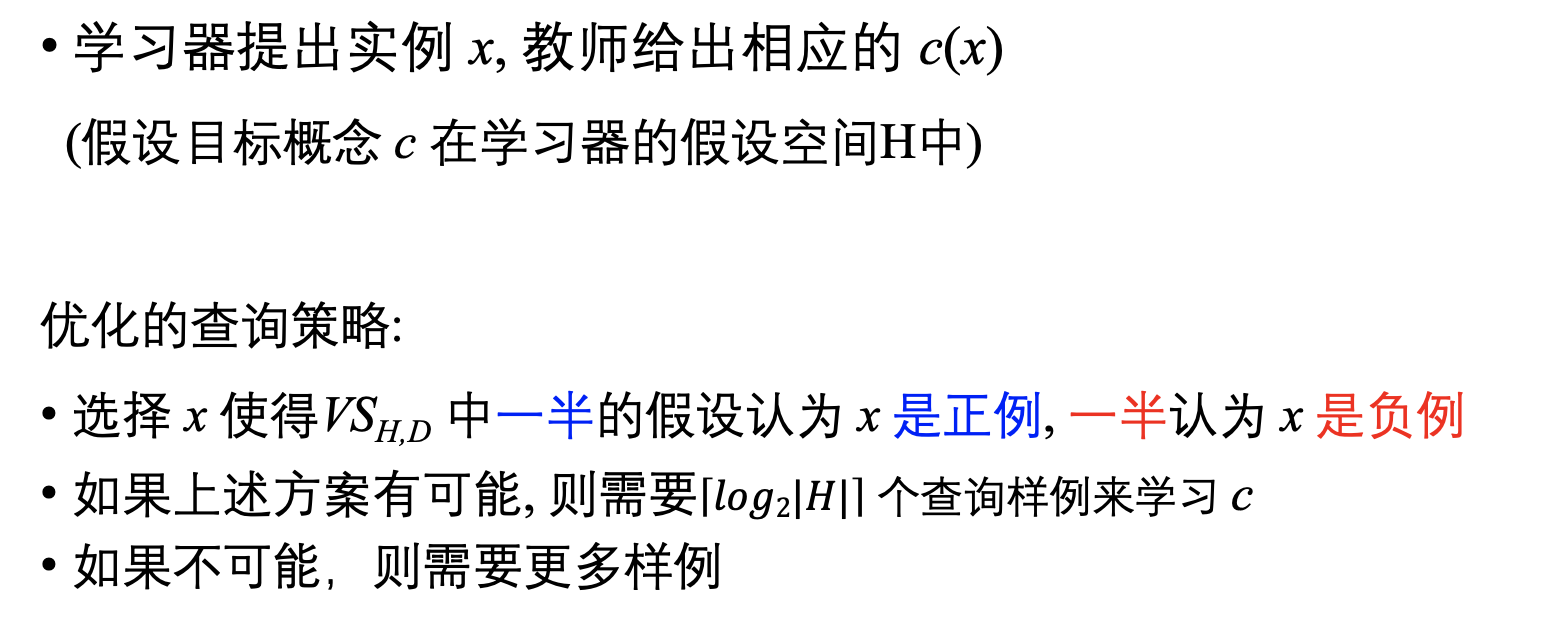 • 学习器提出实例 x, 教师给出相应的 c(x)
(假设目标概念 c 在学习器的假设空间H中)
优化的查询策略:
• 选择 x 使得VS_{H,D} 中一半的假设认为 x 是正例, 一半认为 x 是负例
• 如果上述方案有可能, 则需要⌈log₂|H|⌉ 个查询样例来学习 c
• 如果不可能，则需要更多样例